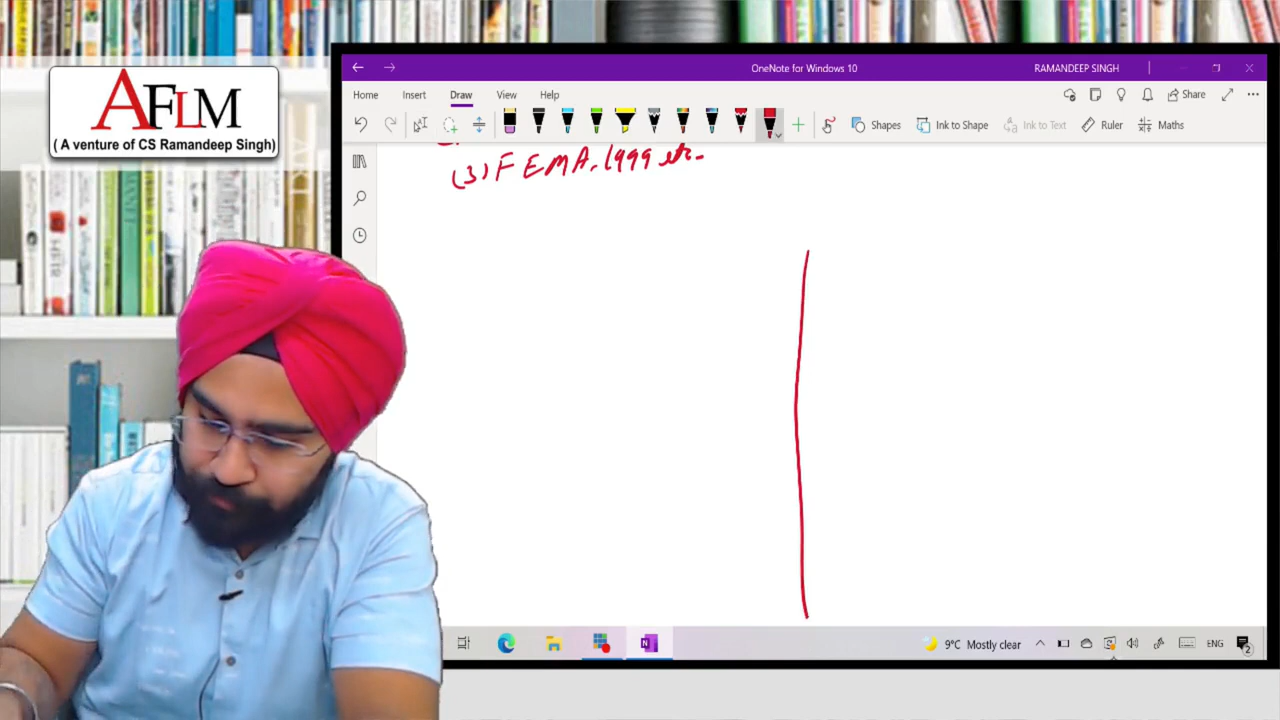 AFLM
( A venture of CS Ramandeep Singh)
OneNote for Windows 10
RAMANDEEP SINGH
Home Insert Draw View Help
Share
Shapes Ink to Shape Ink to Text Ruler Maths
(3) FEMA, 1999 etc.
9°C Mostly clear
ENG
2